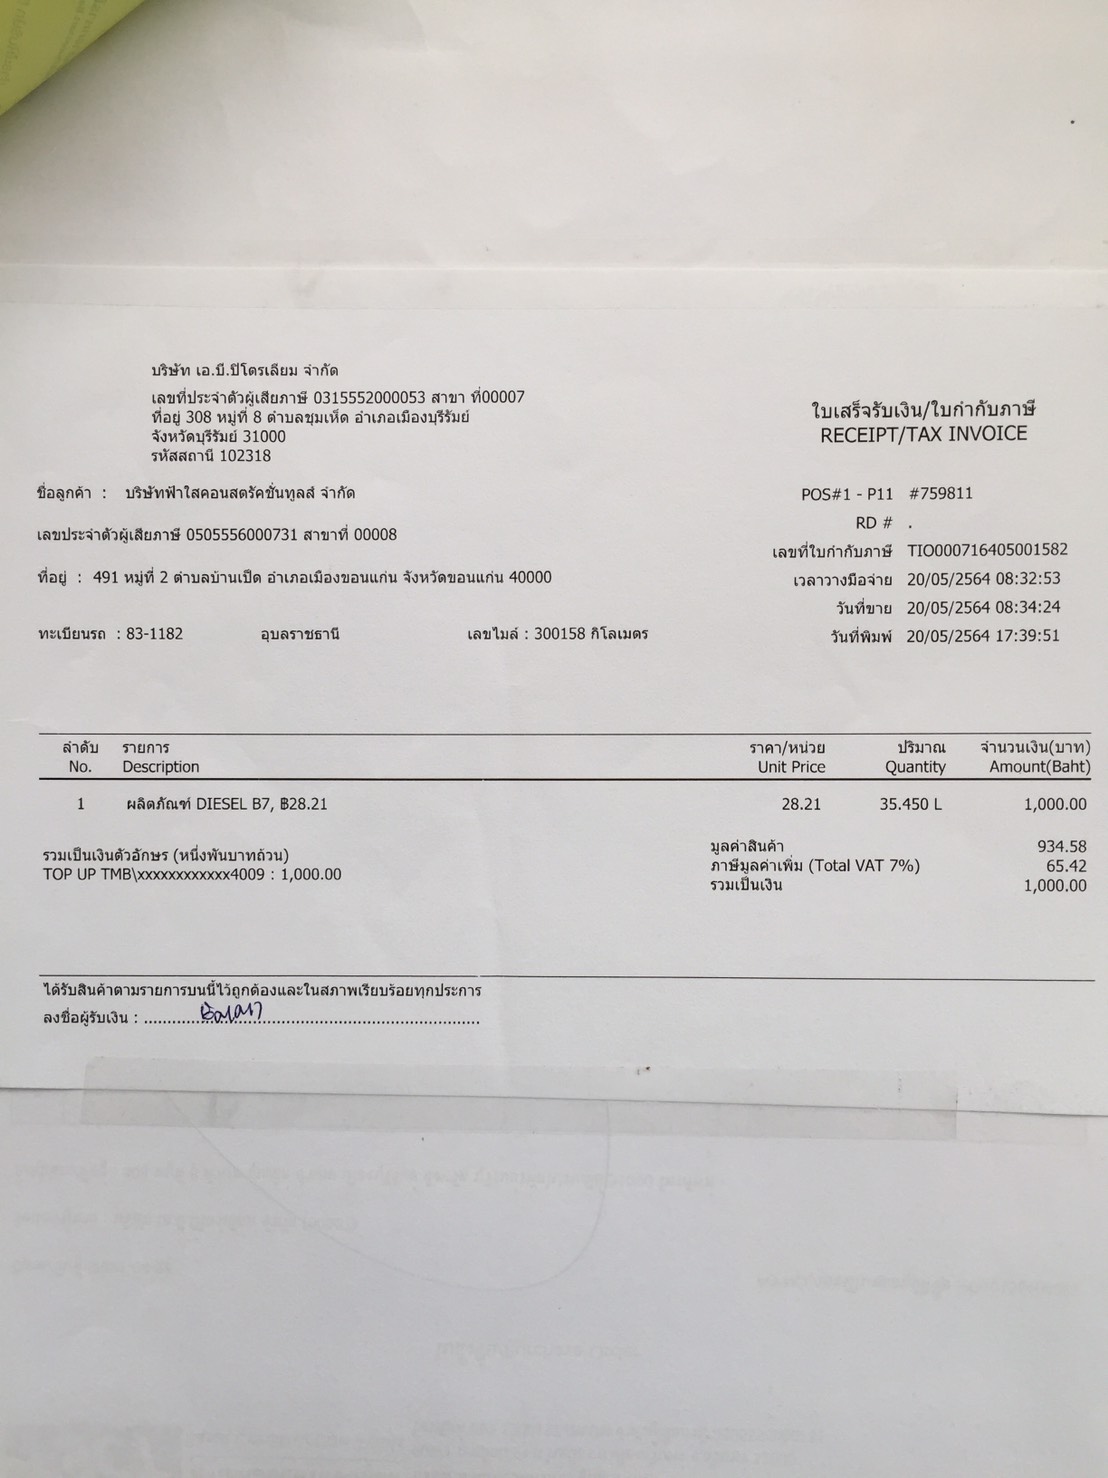 บริษัท เอ.บี.ปิโตรเลียม จำกัด
เลขที่ประจำตัวผู้เสียภาษี 0315552000053 สาขา ที่00007
ที่อยู่ 308 หมู่ที่ 8 ตำบลชุมเห็ด อำเภอเมืองบุรีรัมย์
จังหวัดบุรีรัมย์ 31000
รหัสสถานี 102318
ใบเสร็จรับเงิน/ใบกำกับภาษี
RECEIPT/TAX INVOICE
ชื่อลูกค้า : บริษัทฟ้าใสคอนสตรัคชั่นทูลส์ จำกัด
POS#1 - P11 #759811
RD # .
เลขประจำตัวผู้เสียภาษี 0505556000731 สาขาที่ 00008
เลขที่ใบกำกับภาษี TIO000716405001582
ที่อยู่ : 491 หมู่ที่ 2 ตำบลบ้านเป็ด อำเภอเมืองขอนแก่น จังหวัดขอนแก่น 40000
เวลาวางมือจ่าย 20/05/2564 08:32:53
วันที่ขาย 20/05/2564 08:34:24
ทะเบียนรถ : 83-1182 อุบลราชธานี เลขไมล์ : 300158 กิโลเมตร
วันที่พิมพ์ 20/05/2564 17:39:51
ลำดับ รายการ ราคา/หน่วย ปริมาณ จำนวนเงิน(บาท)
No. Description Unit Price Quantity Amount(Baht)
1 ผลิตภัณฑ์ DIESEL B7, ฿28.21 28.21 35.450 L 1,000.00
มูลค่าสินค้า 934.58
รวมเป็นเงินตัวอักษร (หนึ่งพันบาทถ้วน)
ภาษีมูลค่าเพิ่ม (Total VAT 7%) 65.42
TOP UP TMB\xxxxxxxxxxxx4009 : 1,000.00
รวมเป็นเงิน 1,000.00
ได้รับสินค้าตามรายการบนนี้ไว้ถูกต้องและในสภาพเรียบร้อยทุกประการ
ลงชื่อผู้รับเงิน :